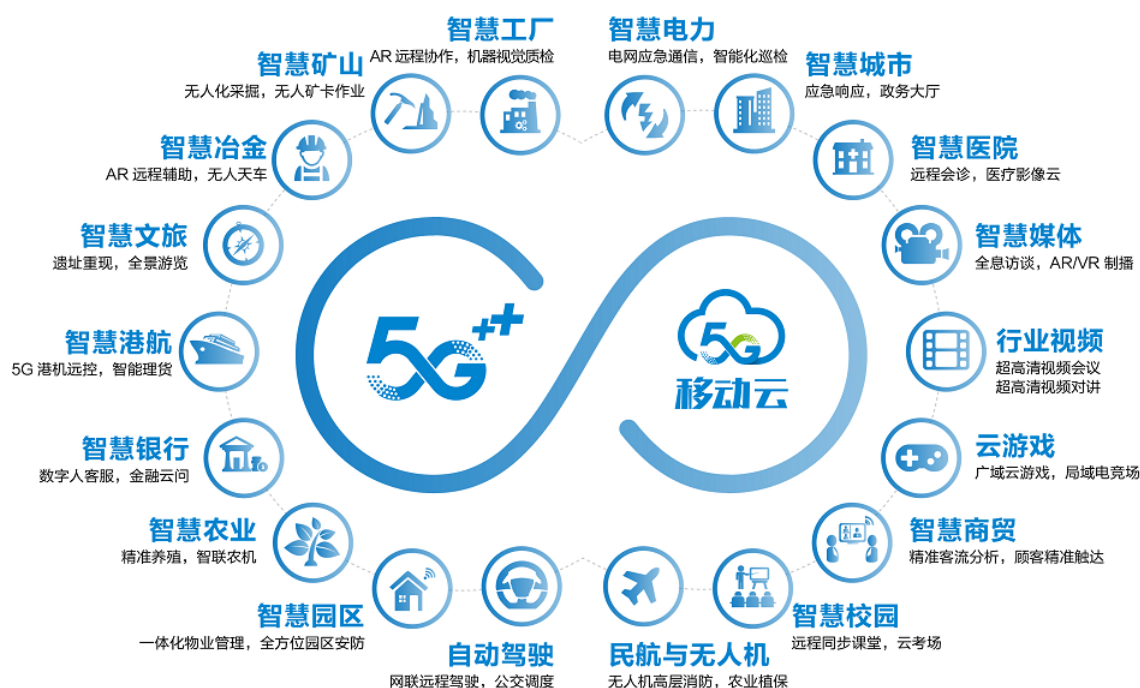 智慧工厂
AR 远程协作，机器视觉质检
智慧电力
电网应急通信，智能化巡检
智慧矿山
无人化采掘，无人矿卡作业
智慧城市
应急响应，政务大厅
智慧冶金
AR 远程辅助，无人天车
智慧医院
远程会诊，医疗影像云
智慧文旅
遗址重现，全景游览
智慧媒体
全息访谈，AR/VR 制播
智慧港航
5G 港机远控，智能理货
5G++
5G
移动云
行业视频
超高清视频会议
超高清视频对讲
智慧银行
数字人客服，金融云问
云游戏
广域云游戏，局域电竞场
智慧农业
精准养殖，智联农机
智慧商贸
精准客流分析，顾客精准触达
智慧园区
一体化物业管理，全方位园区安防
智慧校园
远程同步课堂，云考场
自动驾驶
网联远程驾驶，公交调度
民航与无人机
无人机高层消防，农业植保